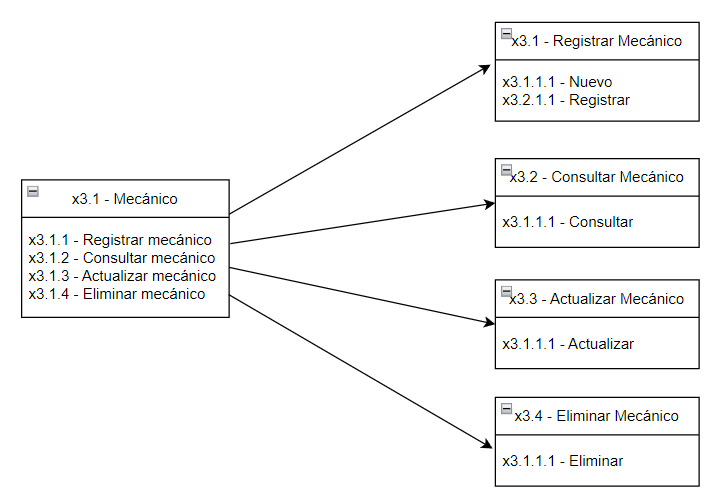 x3.1 - Mecánico
x3.1.1 - Registrar mecánico
x3.1.2 - Consultar mecánico
x3.1.3 - Actualizar mecánico
x3.1.4 - Eliminar mecánico
x3.1 - Registrar Mecánico
x3.1.1.1 - Nuevo
x3.2.1.1 - Registrar
x3.2 - Consultar Mecánico
x3.1.1.1 - Consultar
x3.3 - Actualizar Mecánico
x3.1.1.1 - Actualizar
x3.4 - Eliminar Mecánico
x3.1.1.1 - Eliminar